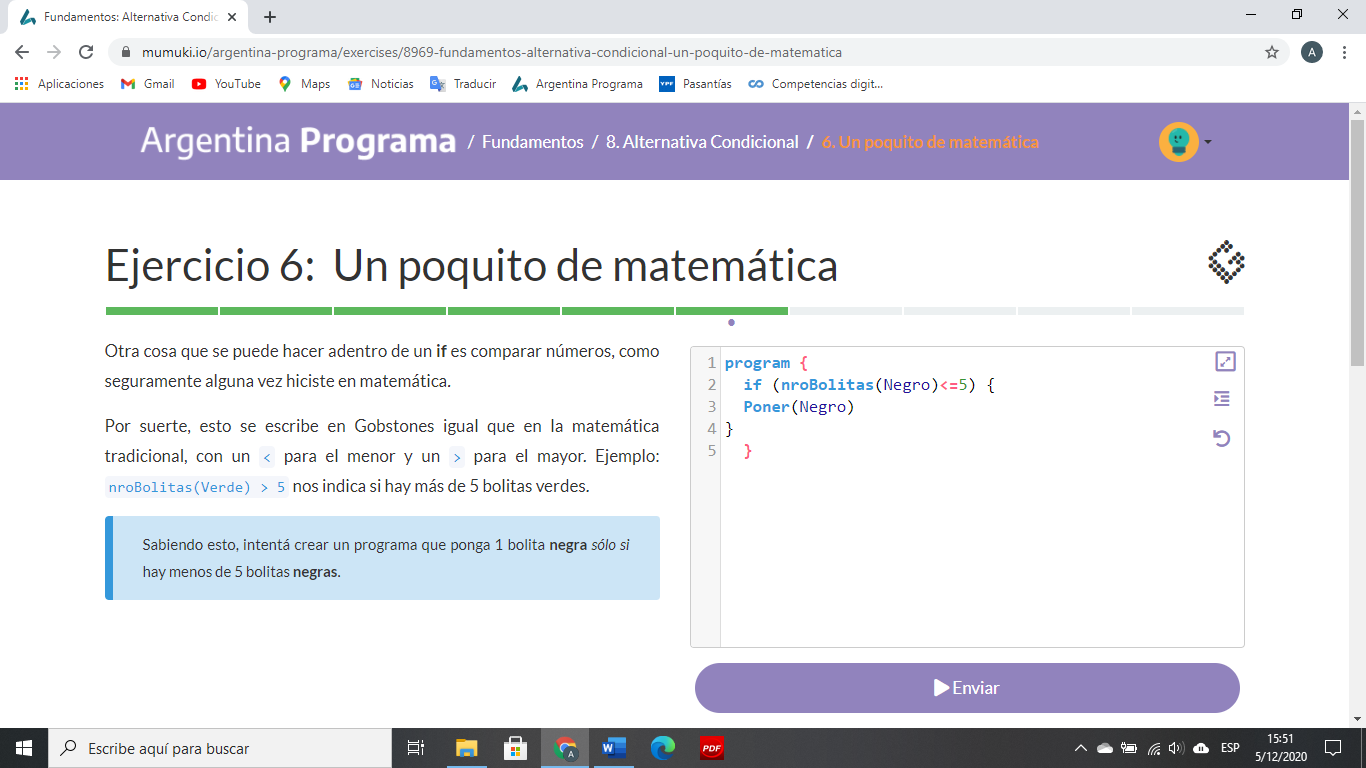 Fundamentos: Alternativa Condic
mumuki.io/argentina-programa/exercises/8969-fundamentos-alternativa-condicional-un-poquito-de-matematica
A
Aplicaciones Gmail YouTube Maps Noticias Traducir Argentina Programa YPF Pasantías Competencias digit...
Argentina Programa / Fundamentos / 8. Alternativa Condicional / 6. Un poquito de matemática
Ejercicio 6: Un poquito de matemática
Otra cosa que se puede hacer adentro de un if es comparar números, como
seguramente alguna vez hiciste en matemática.
Por suerte, esto se escribe en Gobstones igual que en la matemática
tradicional, con un < para el menor y un > para el mayor. Ejemplo:
nroBolitas(Verde) > 5 nos indica si hay más de 5 bolitas verdes.
Sabiendo esto, intentá crear un programa que ponga 1 bolita negra sólo si
hay menos de 5 bolitas negras.
1 program {
2 if (nroBolitas(Negro)<=5) {
3 Poner(Negro)
4 }
5 }
Enviar
Escribe aquí para buscar
A
W
PDF
ESP
15:51
5/12/2020